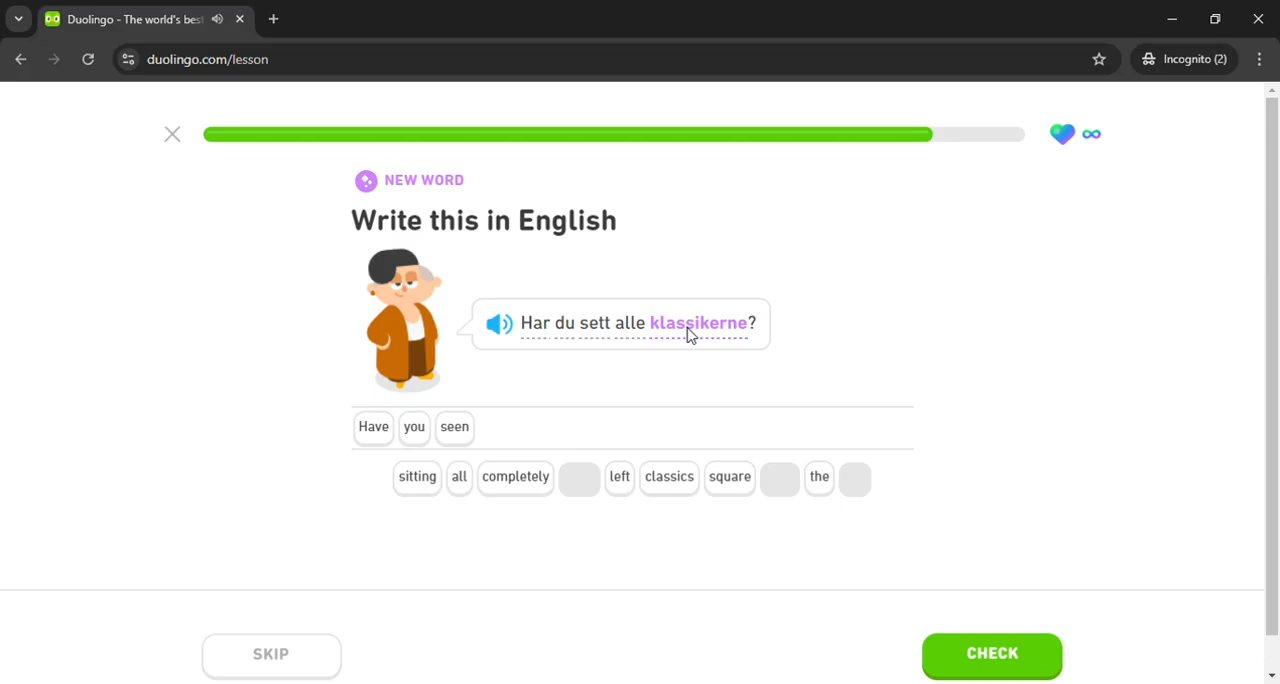 Duolingo - The world's bes
duolingo.com/lesson
Incognito (2)
NEW WORD
Write this in English
Har du sett alle klassikerne?
Have you seen
sitting all completely left classics square the
SKIP
CHECK